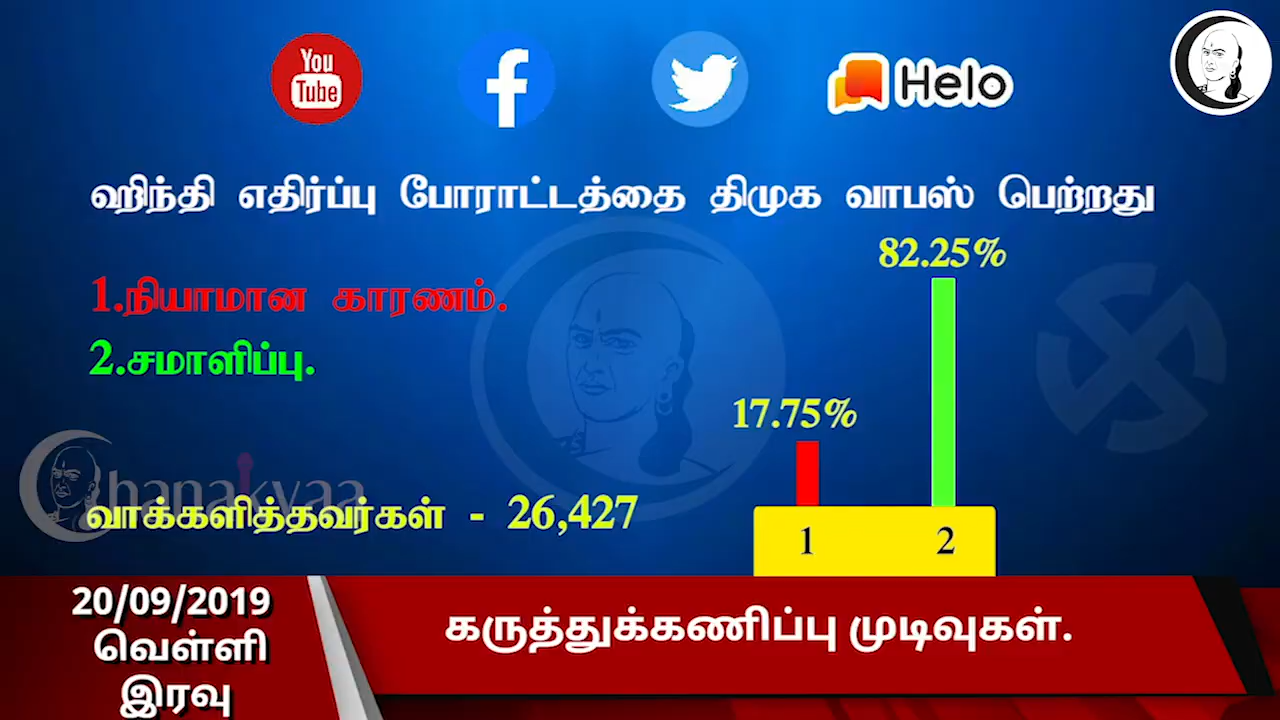 You
Tube
Helo
ஹிந்தி எதிர்ப்பு போராட்டத்தை திமுக வாபஸ் பெற்றது
82.25%
1.நியாமான காரணம்.
2.சமாளிப்பு.
17.75%
Chanakyaa
வாக்களித்தவர்கள் - 26,427
1 2
20/09/2019
வெள்ளி
இரவு
கருத்துக்கணிப்பு முடிவுகள்.